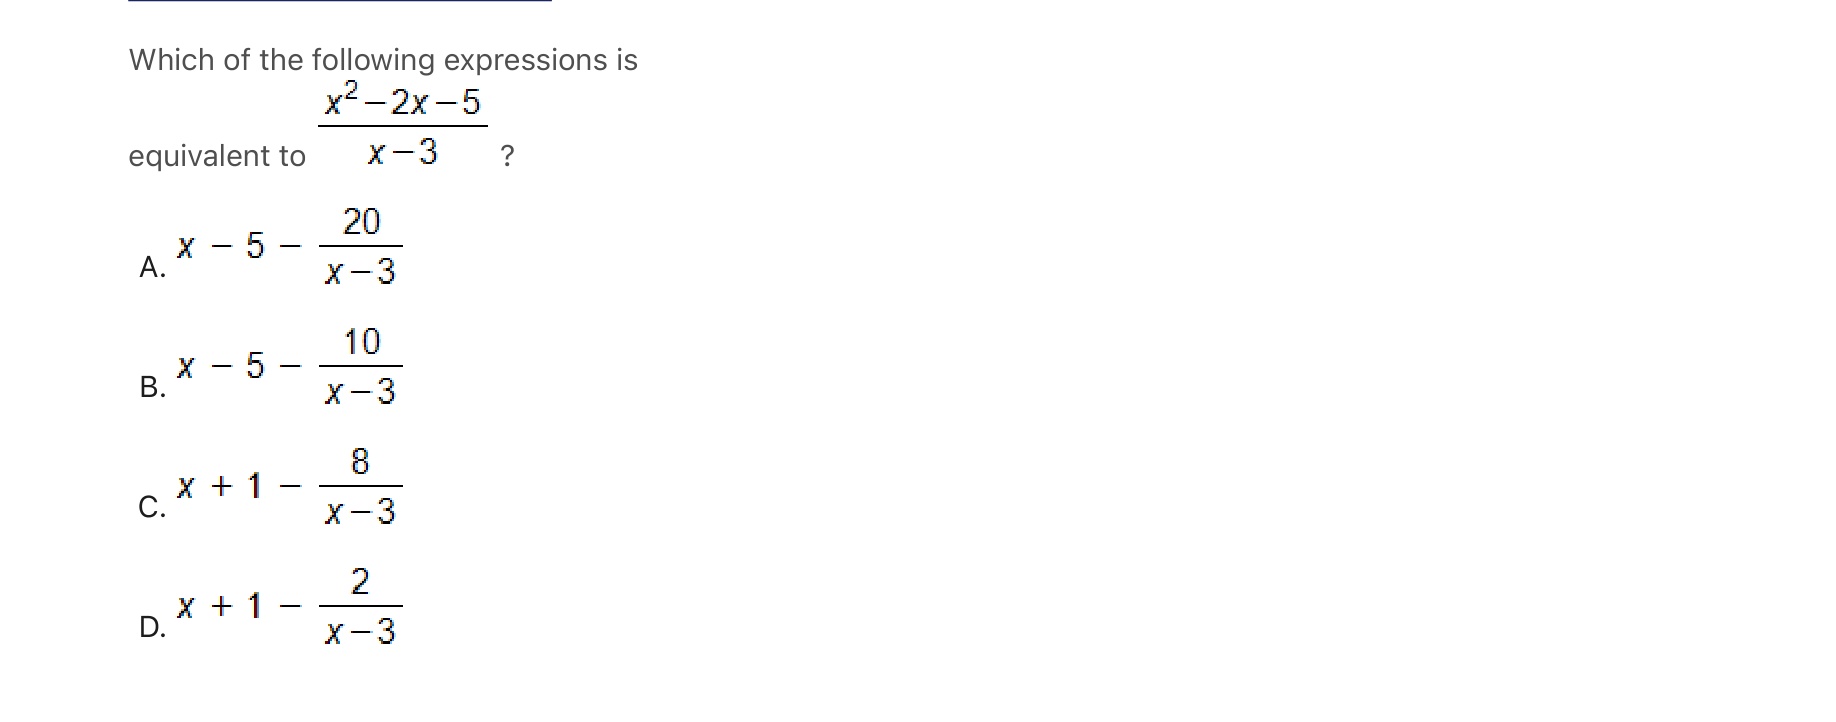 Which of the following expressions is
equivalent to \frac{x^2-2x-5}{x-3} ?
A. x - 5 - \frac{20}{x-3}
B. x - 5 - \frac{10}{x-3}
C. x + 1 - \frac{8}{x-3}
D. x + 1 - \frac{2}{x-3}